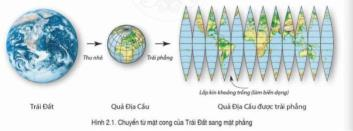 Thu nhỏ
Trải phẳng
Lấp kín khoảng trống (làm biến dạng)
Trái Đất
Quả Địa Cầu
Quả Địa Cầu được trải phẳng
Hình 2.1. Chuyển từ mặt cong của Trái Đất sang mặt phẳng